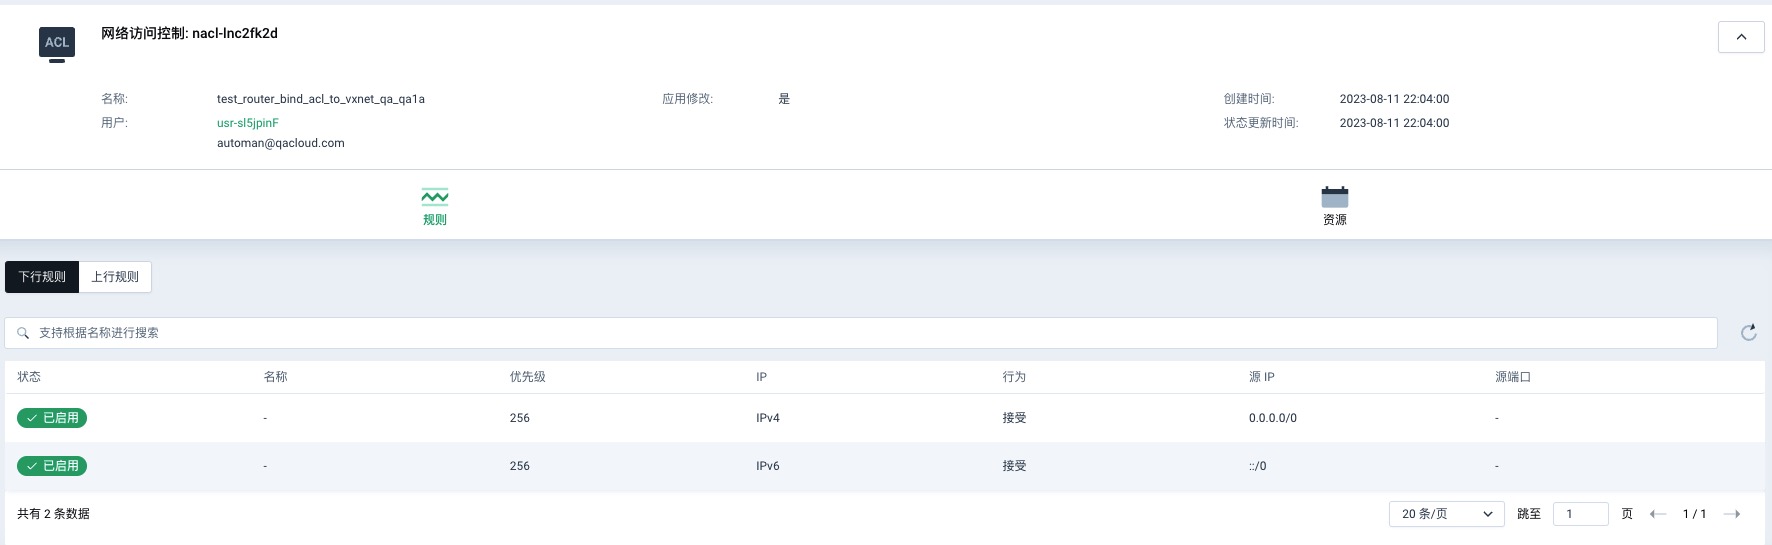 ACL
网络访问控制: nacl-lnc2fk2d
名称: test_router_bind_acl_to_vxnet_qa_qa1a 应用修改: 是 创建时间: 2023-08-11 22:04:00
用户: usr-sl5jpinF 状态更新时间: 2023-08-11 22:04:00
automan@qacloud.com
规则 资源
下行规则 上行规则
支持根据名称进行搜索
状态 名称 优先级 IP 行为 源 IP 源端口
已启用 - 256 IPv4 接受 0.0.0.0/0 -
已启用 - 256 IPv6 接受 ::/0 -
共有 2 条数据 20 条/页 跳至 1 页 1 / 1